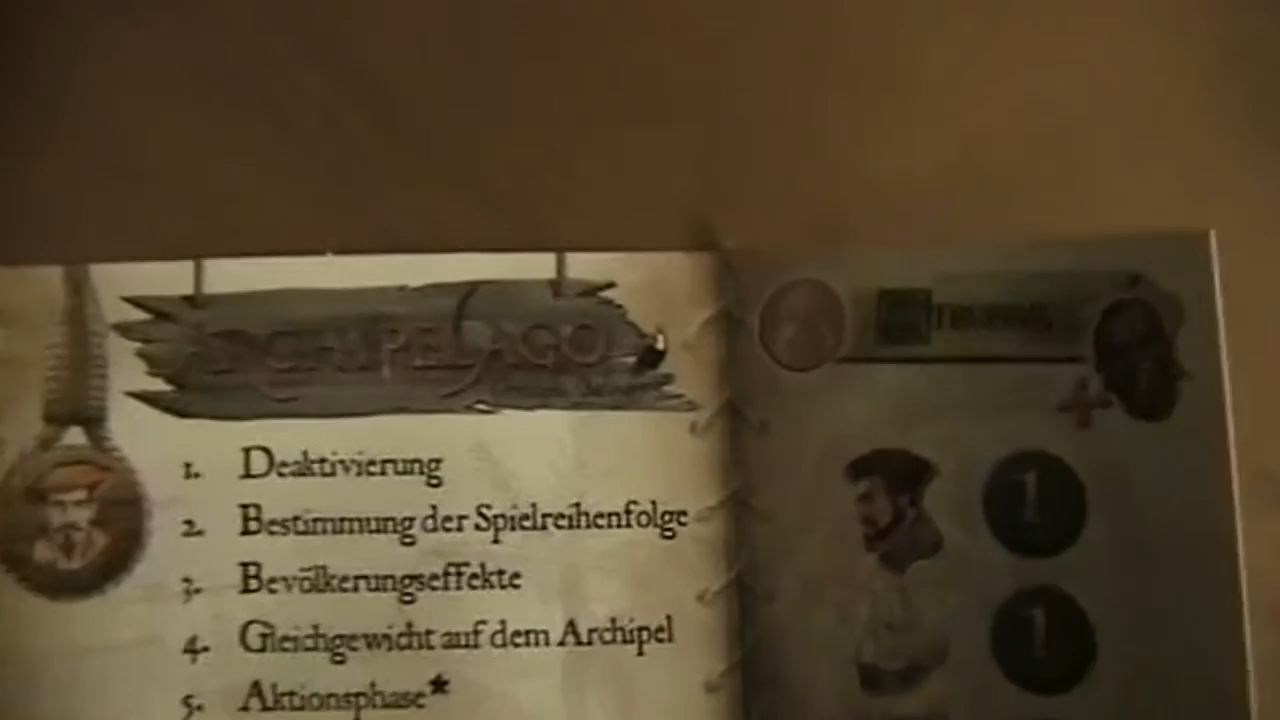 ARCHIPELAGO
1. Deaktivierung
2. Bestimmung der Spielreihenfolge
3. Bevölkerungseffekte
4. Gleichgewicht auf dem Archipel
5. Aktionsphase*
1
1